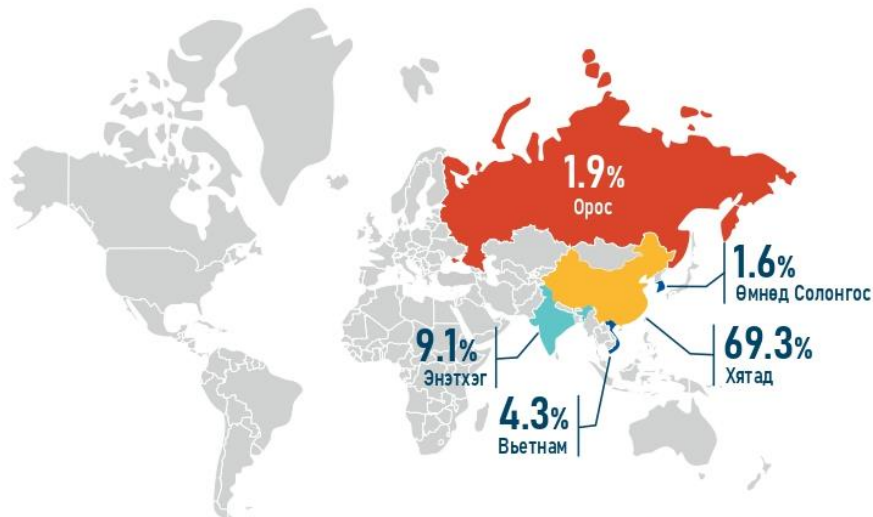 1.9%
Орос
1.6%
Өмнөд Солонгос
9.1%
Энэтхэг
69.3%
Хятад
4.3%
Вьетнам